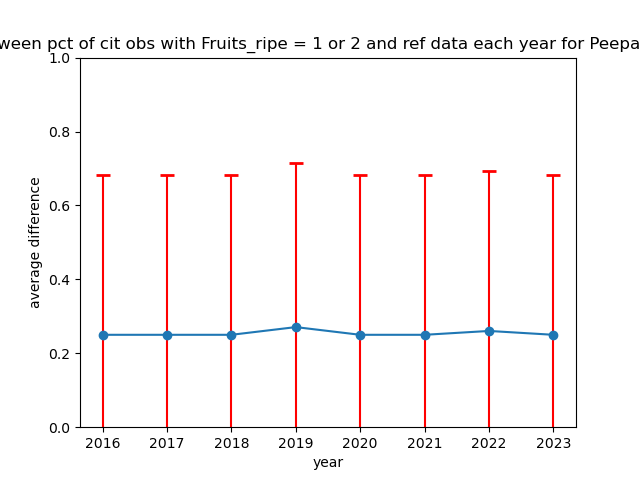 ween pct of cit obs with Fruits_ripe = 1 or 2 and ref data each year for Peepa
1.0
0.8
0.6
0.4
0.2
0.0
average difference
2016 2017 2018 2019 2020 2021 2022 2023
year